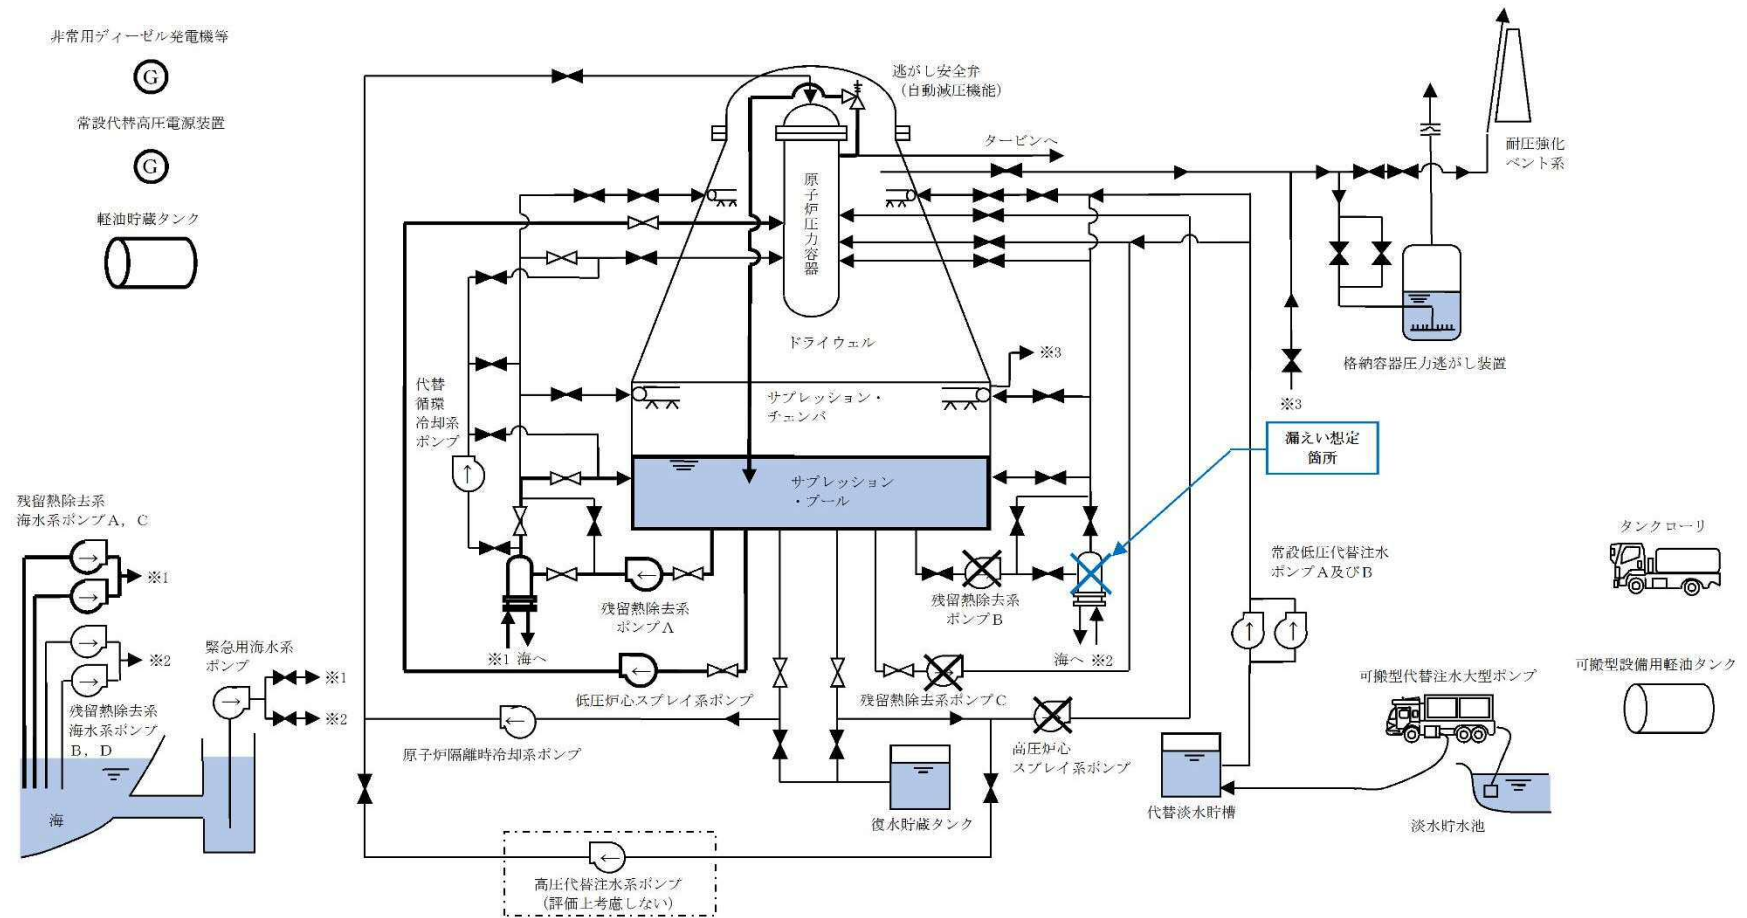 非常用ディーゼル発電機等
G
常設代替高圧電源装置
G
軽油貯蔵タンク
逃がし安全弁
（自動減圧機能）
タービンへ
耐圧強化
ベント系
原子炉圧力容器
ドライウェル
※3
格納容器圧力逃がし装置
※3
代替
循環
冷却系
ポンプ
サプレッション・
チェンバ
漏えい想定
箇所
サプレッション
・プール
残留熱除去系
海水系ポンプA，C
※1
※2
残留熱除去系
海水系ポンプ
B，D
緊急用海水系
ポンプ
※1
※2
海
残留熱除去系
ポンプA
※1 海へ
残留熱除去系
ポンプB
海へ ※2
低圧炉心スプレイ系ポンプ
残留熱除去系ポンプC
原子炉隔離時冷却系ポンプ
高圧炉心
スプレイ系ポンプ
復水貯蔵タンク
高圧代替注水系ポンプ
（評価上考慮しない）
常設低圧代替注水
ポンプA及びB
代替淡水貯槽
可搬型代替注水大型ポンプ
淡水貯水池
タンクローリ
可搬型設備用軽油タンク